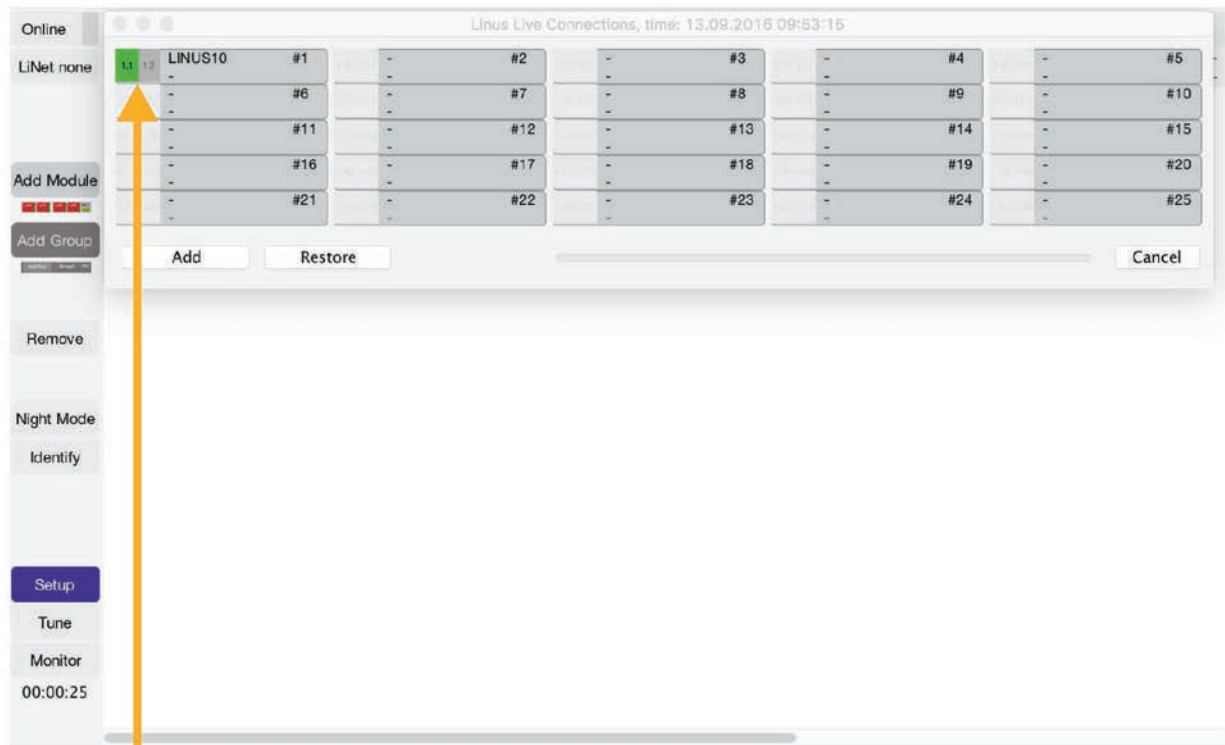 Online
Linus Live Connections, time: 13.09.2016 09:53:15
LiNet none
1.1 1.2 LINUS10 #1 - #2 - #3 - #4 - #5
- - - - -
- #6 - #7 - #8 - #9 - #10
- - - - -
- #11 - #12 - #13 - #14 - #15
- - - - -
- #16 - #17 - #18 - #19 - #20
- - - - -
- #21 - #22 - #23 - #24 - #25
- - - - -
Add Restore Cancel
Add Module
Add Group
Remove
Night Mode
Identify
Setup
Tune
Monitor
00:00:25